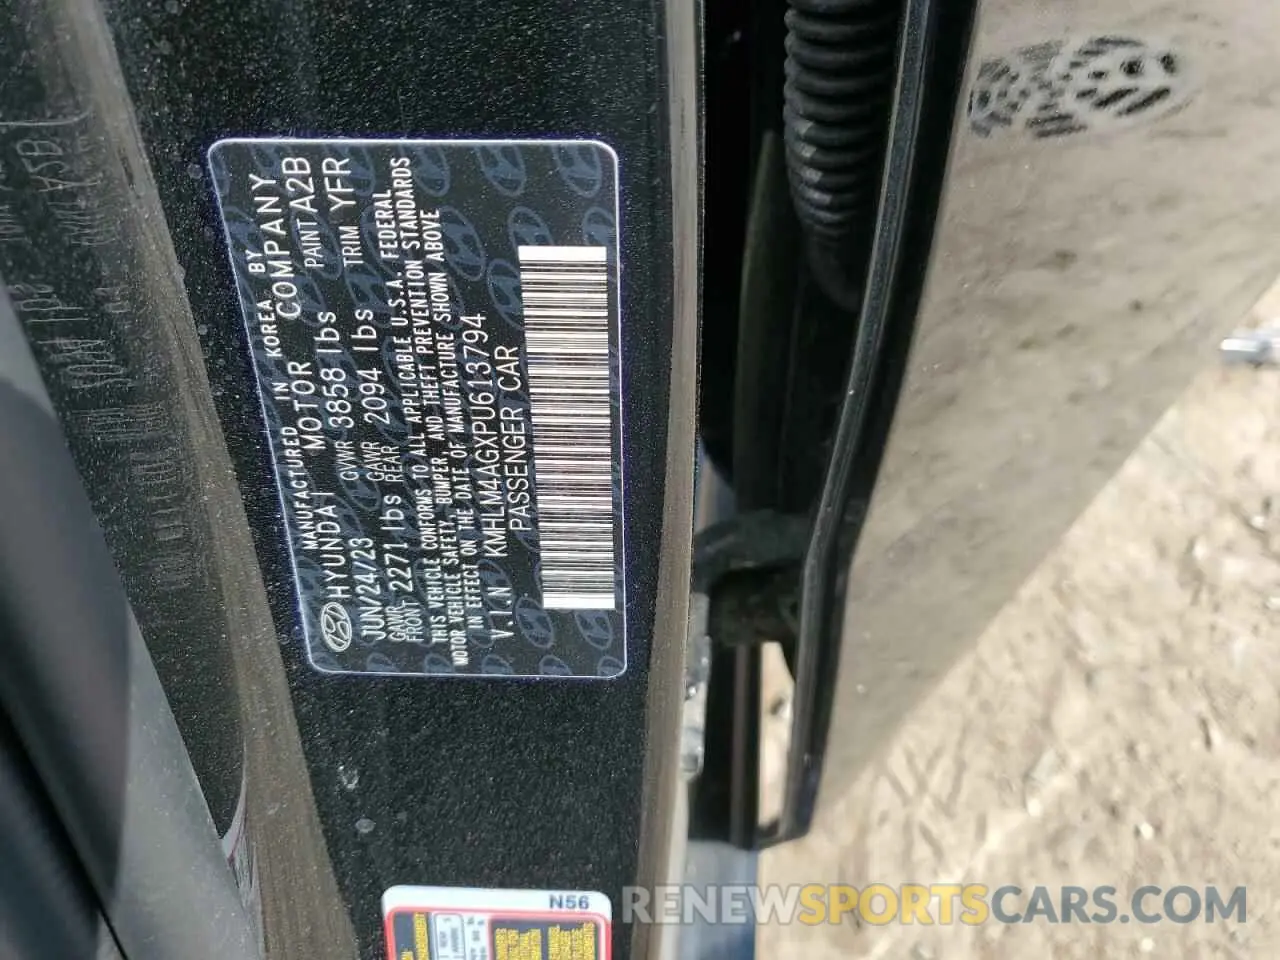 MANUFACTURED IN KOREA BY
HYUNDAI MOTOR COMPANY
JUN/24/23 GVWR 3858 lbs PAINT A2B
GAWR FRONT 2271 lbs GAWR REAR 2094 lbs TRIM YFR
THIS VEHICLE CONFORMS TO ALL APPLICABLE U.S.A. FEDERAL
MOTOR VEHICLE SAFETY, BUMPER, AND THEFT PREVENTION STANDARDS
IN EFFECT ON THE DATE OF MANUFACTURE SHOWN ABOVE
V.I.N KMHLM4AGXPU613794
PASSENGER CAR
N56
RENEWSPORTSCARS.COM